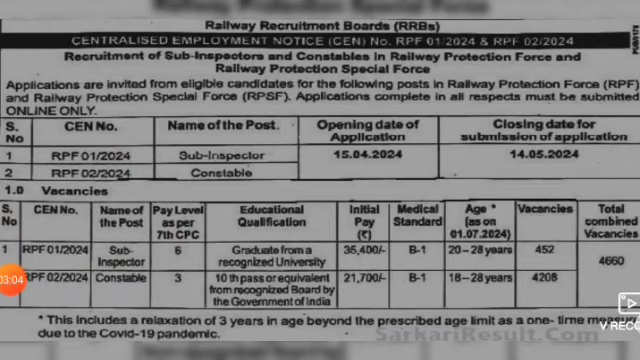 Railway Recruitment Boards (RRBs)
CENTRALISED EMPLOYMENT NOTICE (CEN) No. RPF 01/2024 & RPF 02/2024
Recruitment of Sub-Inspectors and Constables in Railway Protection Force and
Railway Protection Special Force
Applications are invited from eligible candidates for the following posts in Railway Protection Force (RPF)
and Railway Protection Special Force (RPSF). Applications complete in all respects must be submitted
ONLINE ONLY.
S. No CEN No. Name of the Post. Opening date of Application Closing date for submission of application
1 RPF 01/2024 Sub-Inspector 15.04.2024 14.05.2024
2 RPF 02/2024 Constable
1.0 Vacancies
S. No CEN No. Name of the Post Pay Level as per 7th CPC Educational Qualification Initial Pay (₹) Medical Standard Age * (as on 01.07.2024) Vacancies Total combined Vacancies
1 RPF 01/2024 Sub-Inspector 6 Graduate from a recognized University 35,400/- B-1 20-28 years 452 4660
RPF 02/2024 Constable 3 10th pass or equivalent from recognized Board by the Government of India 21,700/- B-1 18-28 years 4208
03:04
* This includes a relaxation of 3 years in age beyond the prescribed age limit as a one-time measu
due to the Covid-19 pandemic.
SarkariResult.Com
V REC